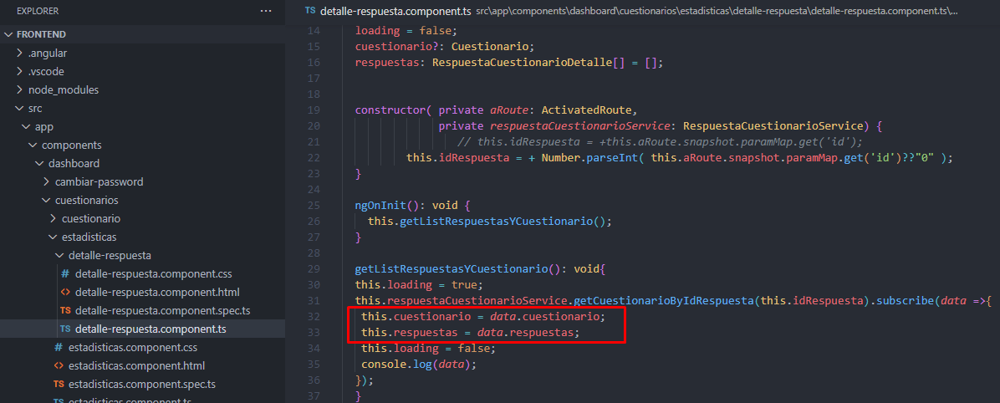 EXPLORER
···
FRONTEND
.angular
.vscode
node_modules
src
app
components
dashboard
cambiar-password
cuestionarios
cuestionario
estadisticas
detalle-respuesta
# detalle-respuesta.component.css
<> detalle-respuesta.component.html
TS detalle-respuesta.component.spec.ts
TS detalle-respuesta.component.ts
# estadisticas.component.css
<> estadisticas.component.html
TS estadisticas.component.spec.ts
TS estadisticas.component.ts
TS detalle-respuesta.component.ts src\app\components\dashboard\cuestionarios\estadisticas\detalle-respuesta\detalle-respuesta.component.ts\...
14 loading = false;
15 cuestionario?: Cuestionario;
16 respuestas: RespuestaCuestionarioDetalle[] = [];
17
18
19 constructor( private aRoute: ActivatedRoute,
20 private respuestaCuestionarioService: RespuestaCuestionarioService) {
21 // this.idRespuesta = +this.aRoute.snapshot.paramMap.get('id');
22 this.idRespuesta = + Number.parseInt( this.aRoute.snapshot.paramMap.get('id')??"0" );
23 }
24
25 ngOnInit(): void {
26 this.getListRespuestasYCuestionario();
27 }
28
29 getListRespuestasYCuestionario(): void{
30 this.loading = true;
31 this.respuestaCuestionarioService.getCuestionarioByIdRespuesta(this.idRespuesta).subscribe(data =>{
32 this.cuestionario = data.cuestionario;
33 this.respuestas = data.respuestas;
34 this.loading = false;
35 console.log(data);
36 });
37 }